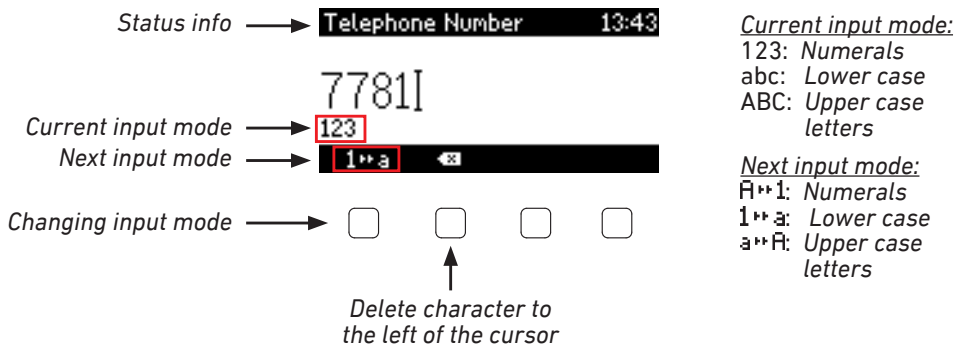 Status info
Telephone Number 13:43
7781
Current input mode
123
Next input mode
1↦a
Changing input mode
Delete character to
the left of the cursor
Current input mode:
123: Numerals
abc: Lower case
ABC: Upper case
letters
Next input mode:
A↦1: Numerals
1↦a: Lower case
a↦A: Upper case
letters